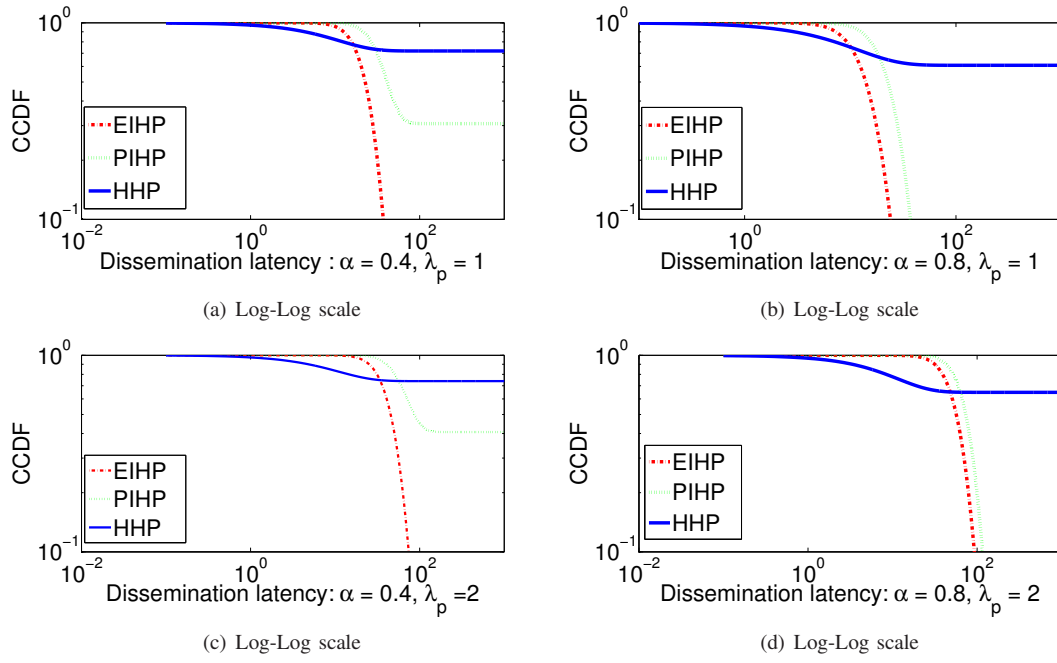 10^0
CCDF
EIHP
PIHP
HHP
10^-1
10^-2 10^0 10^2
Dissemination latency : α = 0.4, λ_p = 1
(a) Log-Log scale
10^0
CCDF
EIHP
PIHP
HHP
10^-1
10^0 10^2
Dissemination latency: α = 0.8, λ_p = 1
(b) Log-Log scale
10^0
CCDF
EIHP
PIHP
HHP
10^-1
10^-2 10^0 10^2
Dissemination latency: α = 0.4, λ_p =2
(c) Log-Log scale
10^0
CCDF
EIHP
PIHP
HHP
10^-1
10^-2 10^0 10^2
Dissemination latency: α = 0.8, λ_p = 2
(d) Log-Log scale